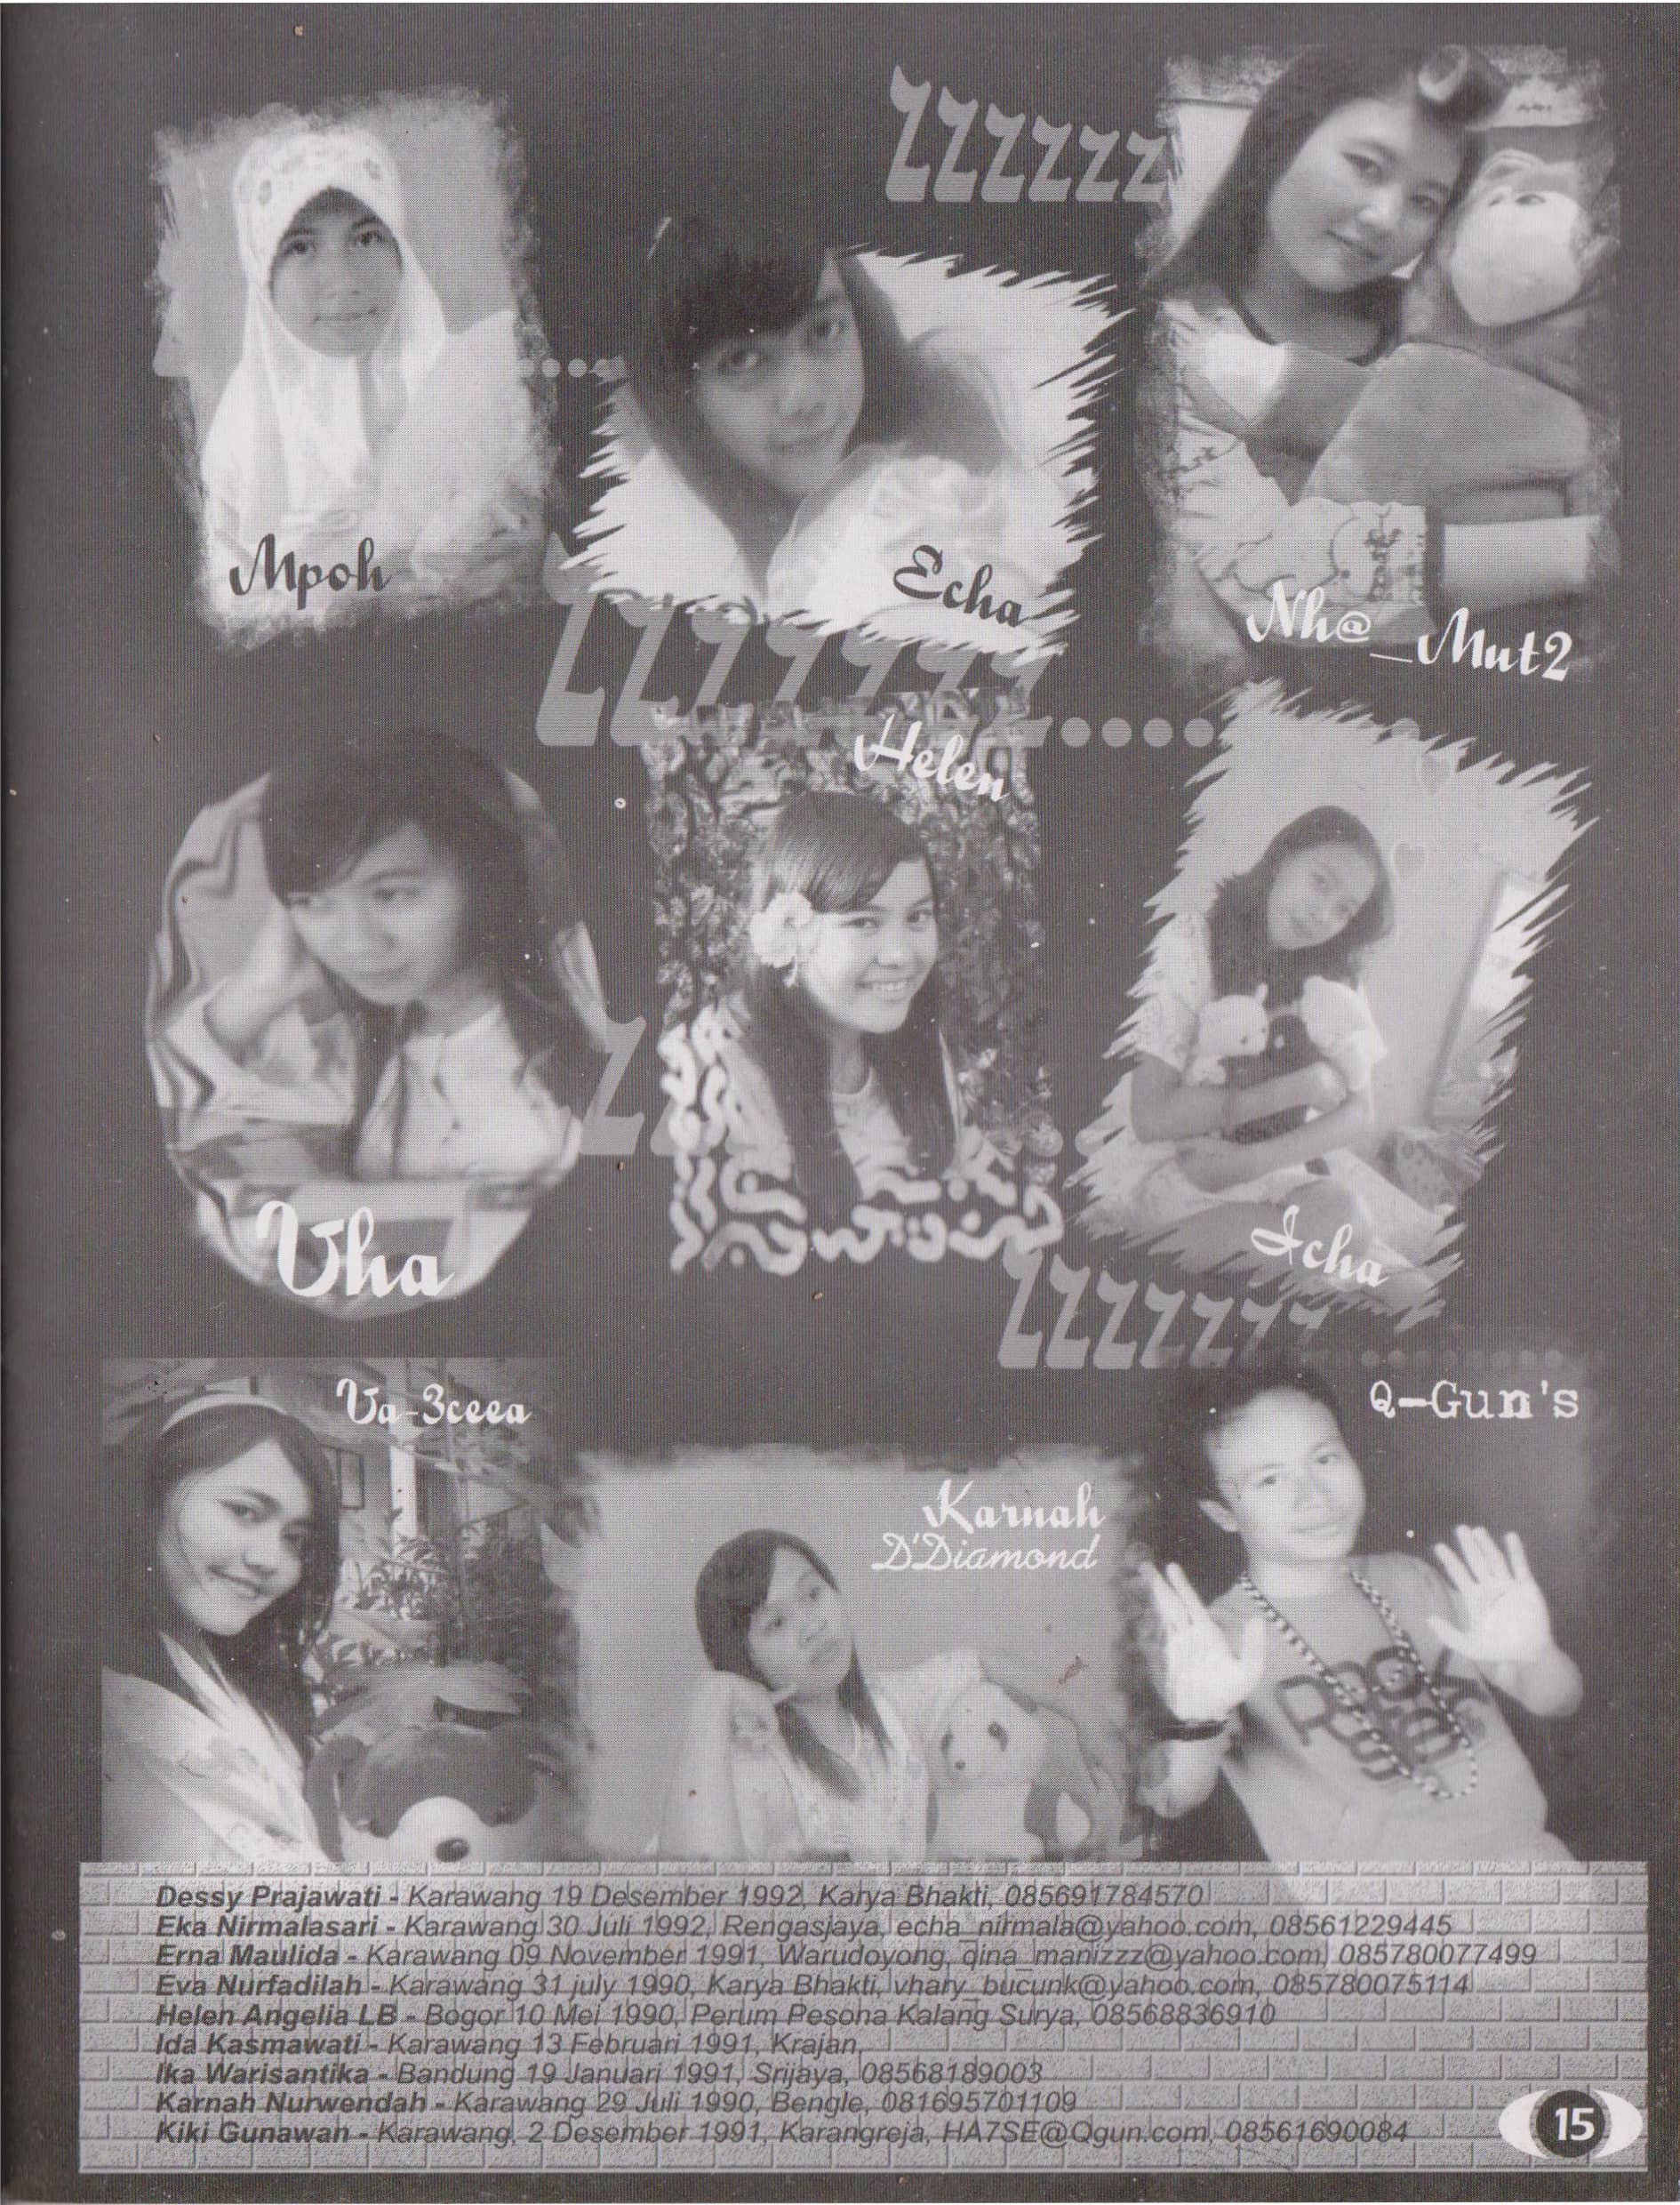 zzzzzz
Mpoh
Echa
Nh@_Mut2
Helen
Vha
Icha
Va-3ceea
Q-Gun's
Karnah
D'Diamond
Dessy Prajawati - Karawang 19 Desember 1992, Karya Bhakti, 085691784570
Eka Nirmalasari - Karawang 30 Juli 1992, Rengasjaya, echa_nirmala@yahoo.com, 08561229445
Erna Maulida - Karawang 09 November 1991, Warudoyong, qina_manizzz@yahoo.com, 085780077499
Eva Nurfadilah - Karawang 31 july 1990, Karya Bhakti, vhary_bucunk@yahoo.com, 085780075114
Helen Angelia LB - Bogor 10 Mei 1990, Perum Pesona Kalang Surya, 08568836910
Ida Kasmawati - Karawang 13 Februari 1991, Krajan,
Ika Warisantika - Bandung 19 Januari 1991, Srijaya, 08568189003
Karnah Nurwendah - Karawang 29 Juli 1990, Bengle, 081695701109
Kiki Gunawan - Karawang, 2 Desember 1991, Karangreja, HA7SE@Qgun.com, 08561690084
15